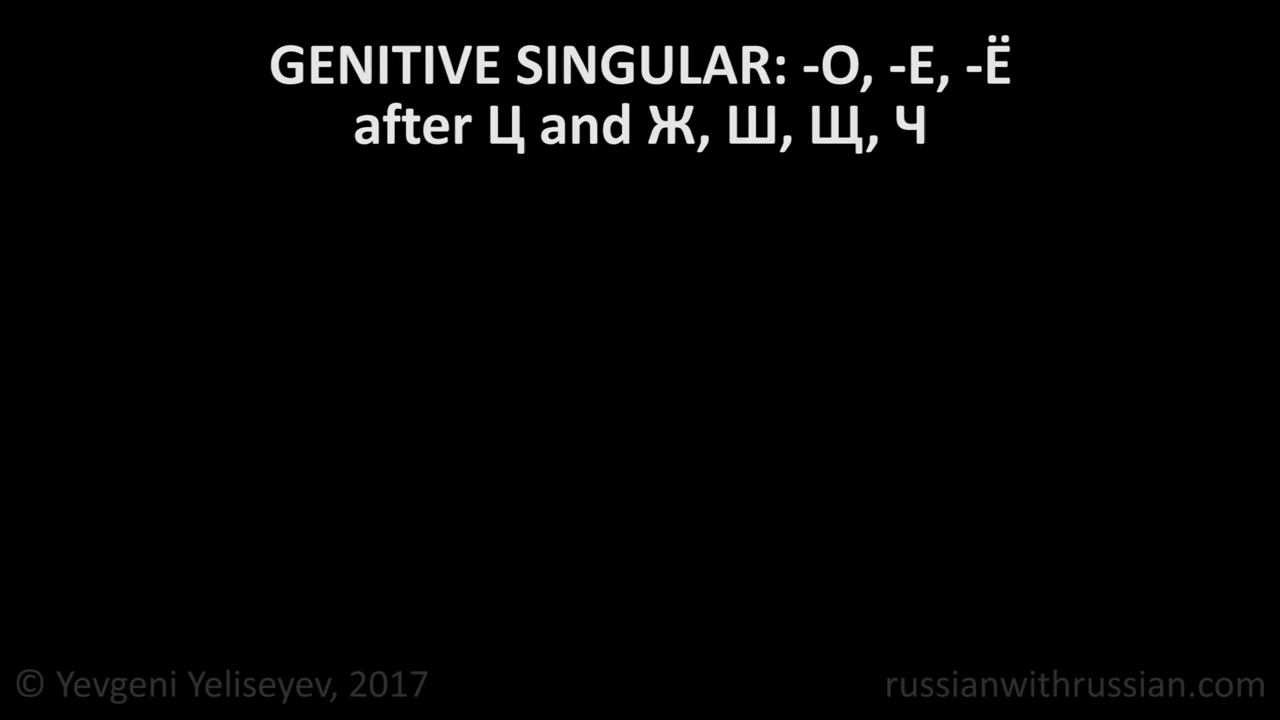 GENITIVE SINGULAR: -О, -Е, -Ё
after Ц and Ж, Ш, Щ, Ч
© Yevgeni Yeliseyev, 2017
russianwithrussian.com